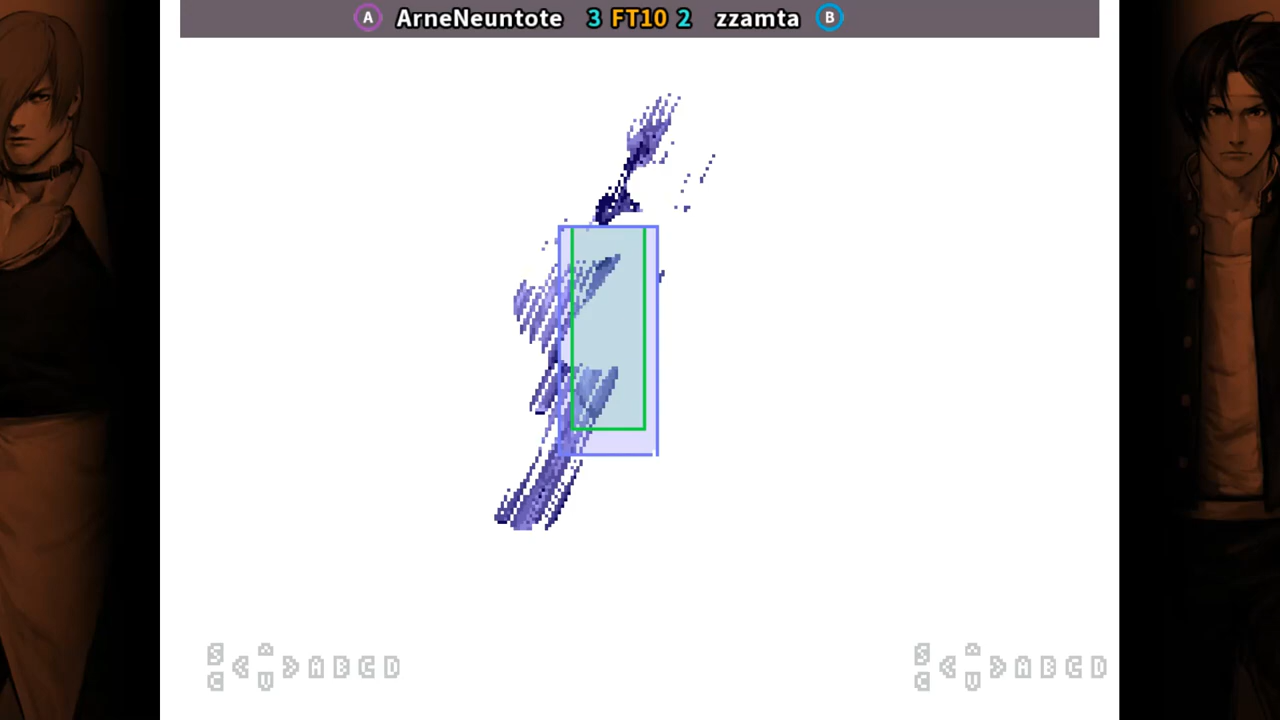 A ArneNeuntote 3 FT10 2 zzamta B
S < ^ > A B C D S < ^ > A B C D
C v C v